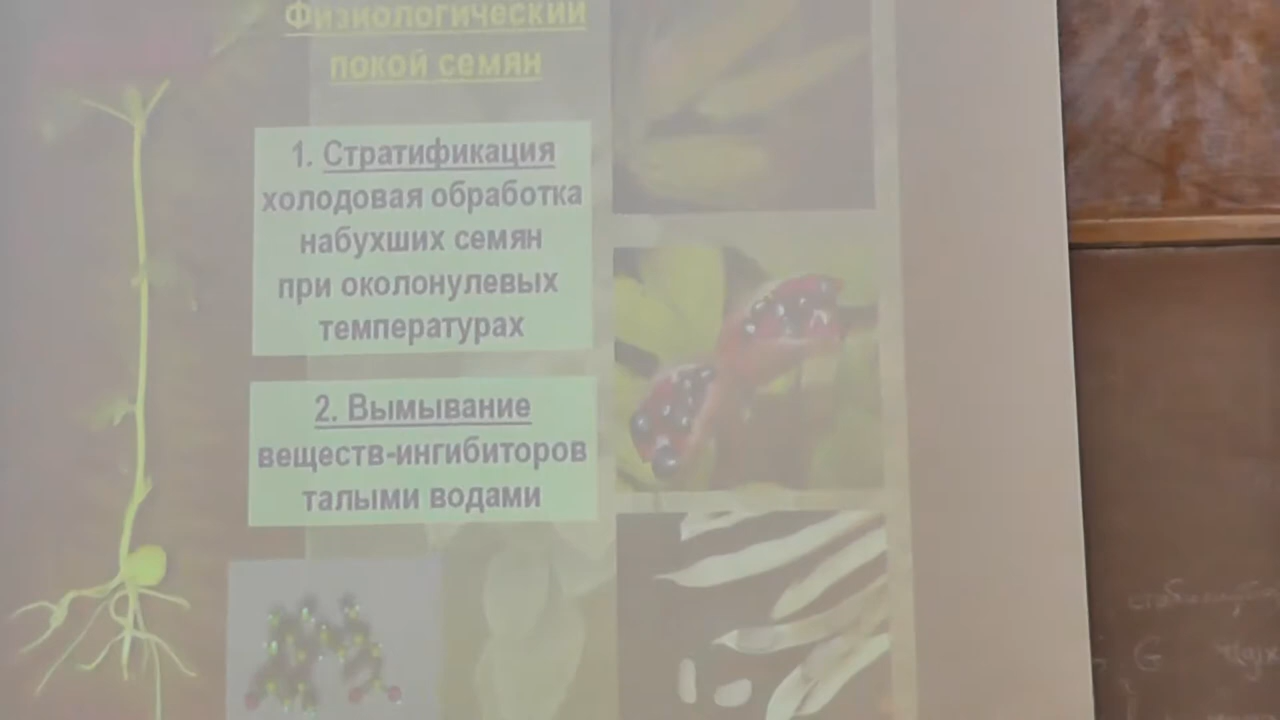 Физиологический
покой семян
1. Стратификация
холодовая обработка
набухших семян
при околонулевых
температурах
2. Вымывание
веществ-ингибиторов
талыми водами
G